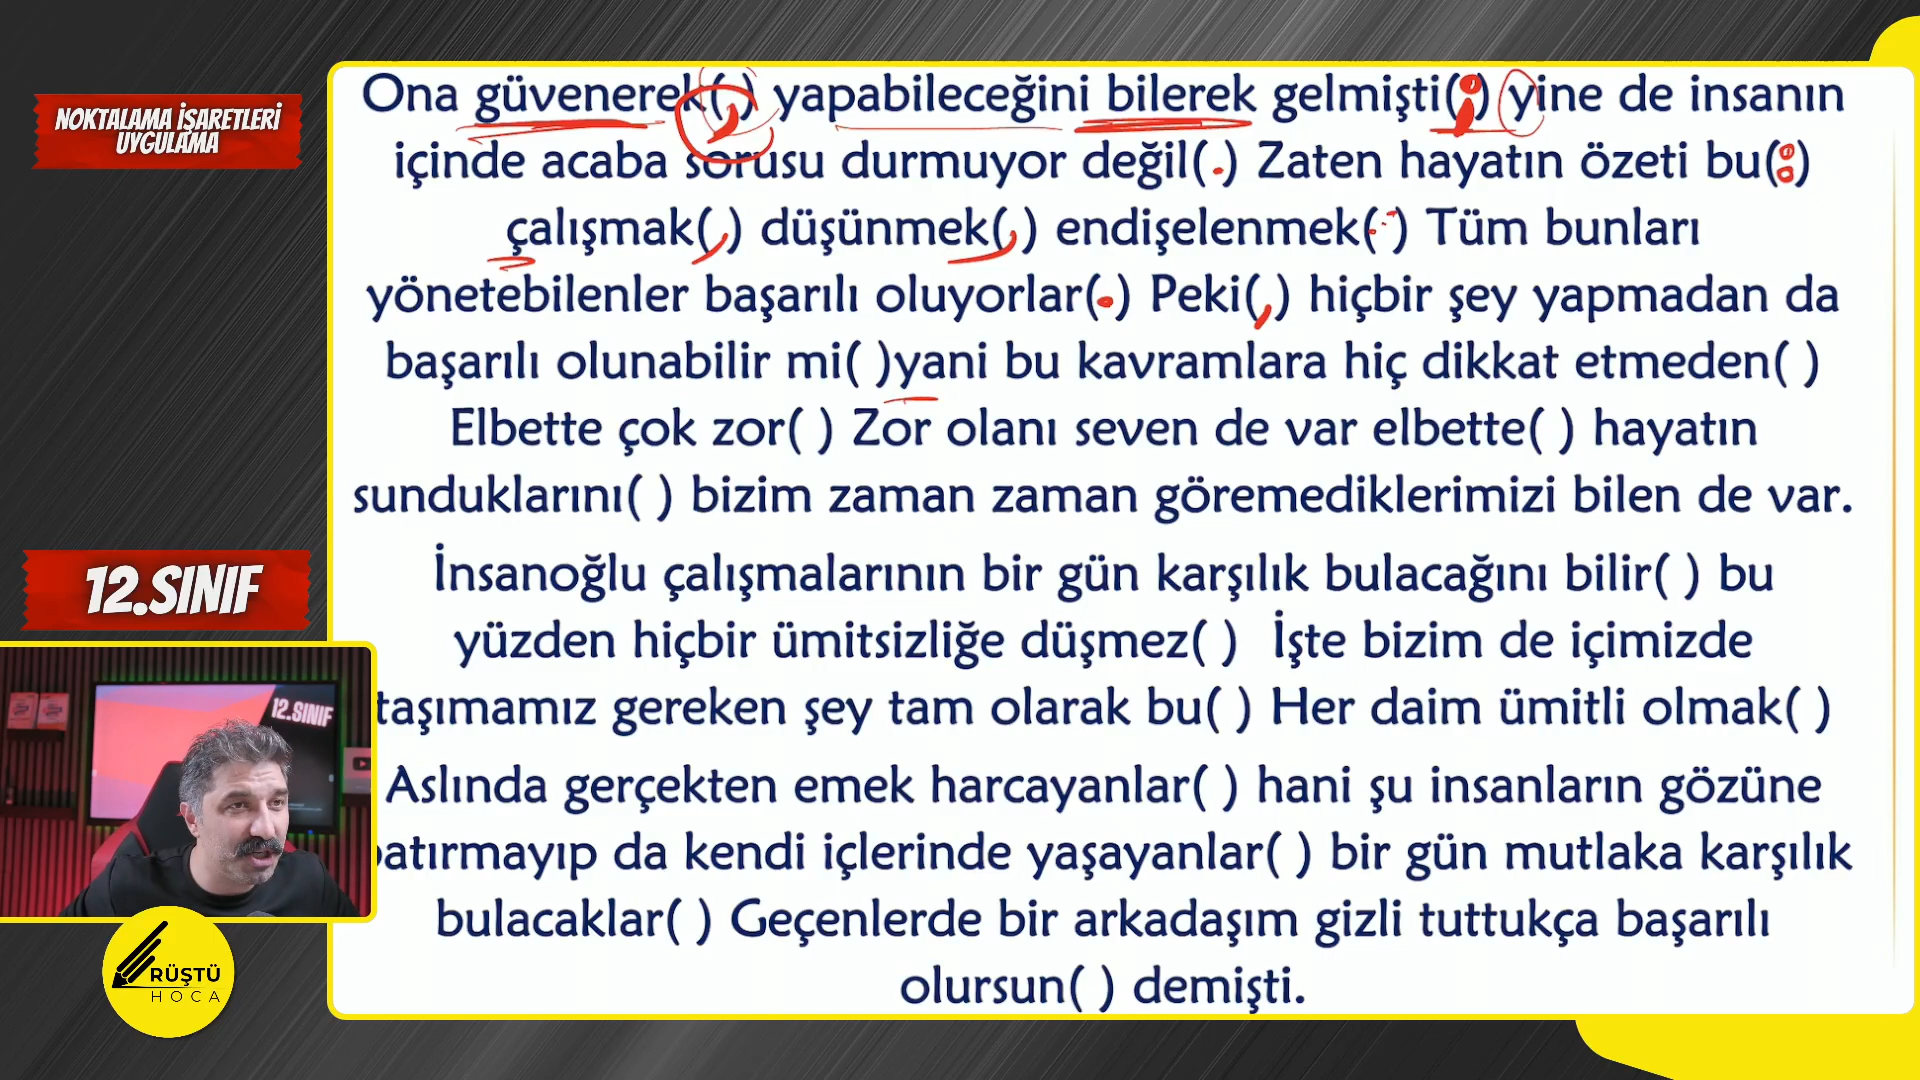 NOKTALAMA İŞARETLERİ
UYGULAMA
Ona güvenerek(,) yapabileceğini bilerek gelmişti(;) yine de insanın
içinde acaba sorusu durmuyor değil(.) Zaten hayatın özeti bu(:)
çalışmak(,) düşünmek(,) endişelenmek(…) Tüm bunları
yönetebilenler başarılı oluyorlar(.) Peki(,) hiçbir şey yapmadan da
başarılı olunabilir mi( )yani bu kavramlara hiç dikkat etmeden( )
Elbette çok zor( ) Zor olanı seven de var elbette( ) hayatın
sunduklarını( ) bizim zaman zaman göremediklerimizi bilen de var.
İnsanoğlu çalışmalarının bir gün karşılık bulacağını bilir( ) bu
yüzden hiçbir ümitsizliğe düşmez( ) İşte bizim de içimizde
taşımamız gereken şey tam olarak bu( ) Her daim ümitli olmak( )
Aslında gerçekten emek harcayanlar( ) hani şu insanların gözüne
batırmayıp da kendi içlerinde yaşayanlar( ) bir gün mutlaka karşılık
bulacaklar( ) Geçenlerde bir arkadaşım gizli tuttukça başarılı
olursun( ) demişti.
12.SINIF
12.SINIF
RÜŞTÜ
HOCA